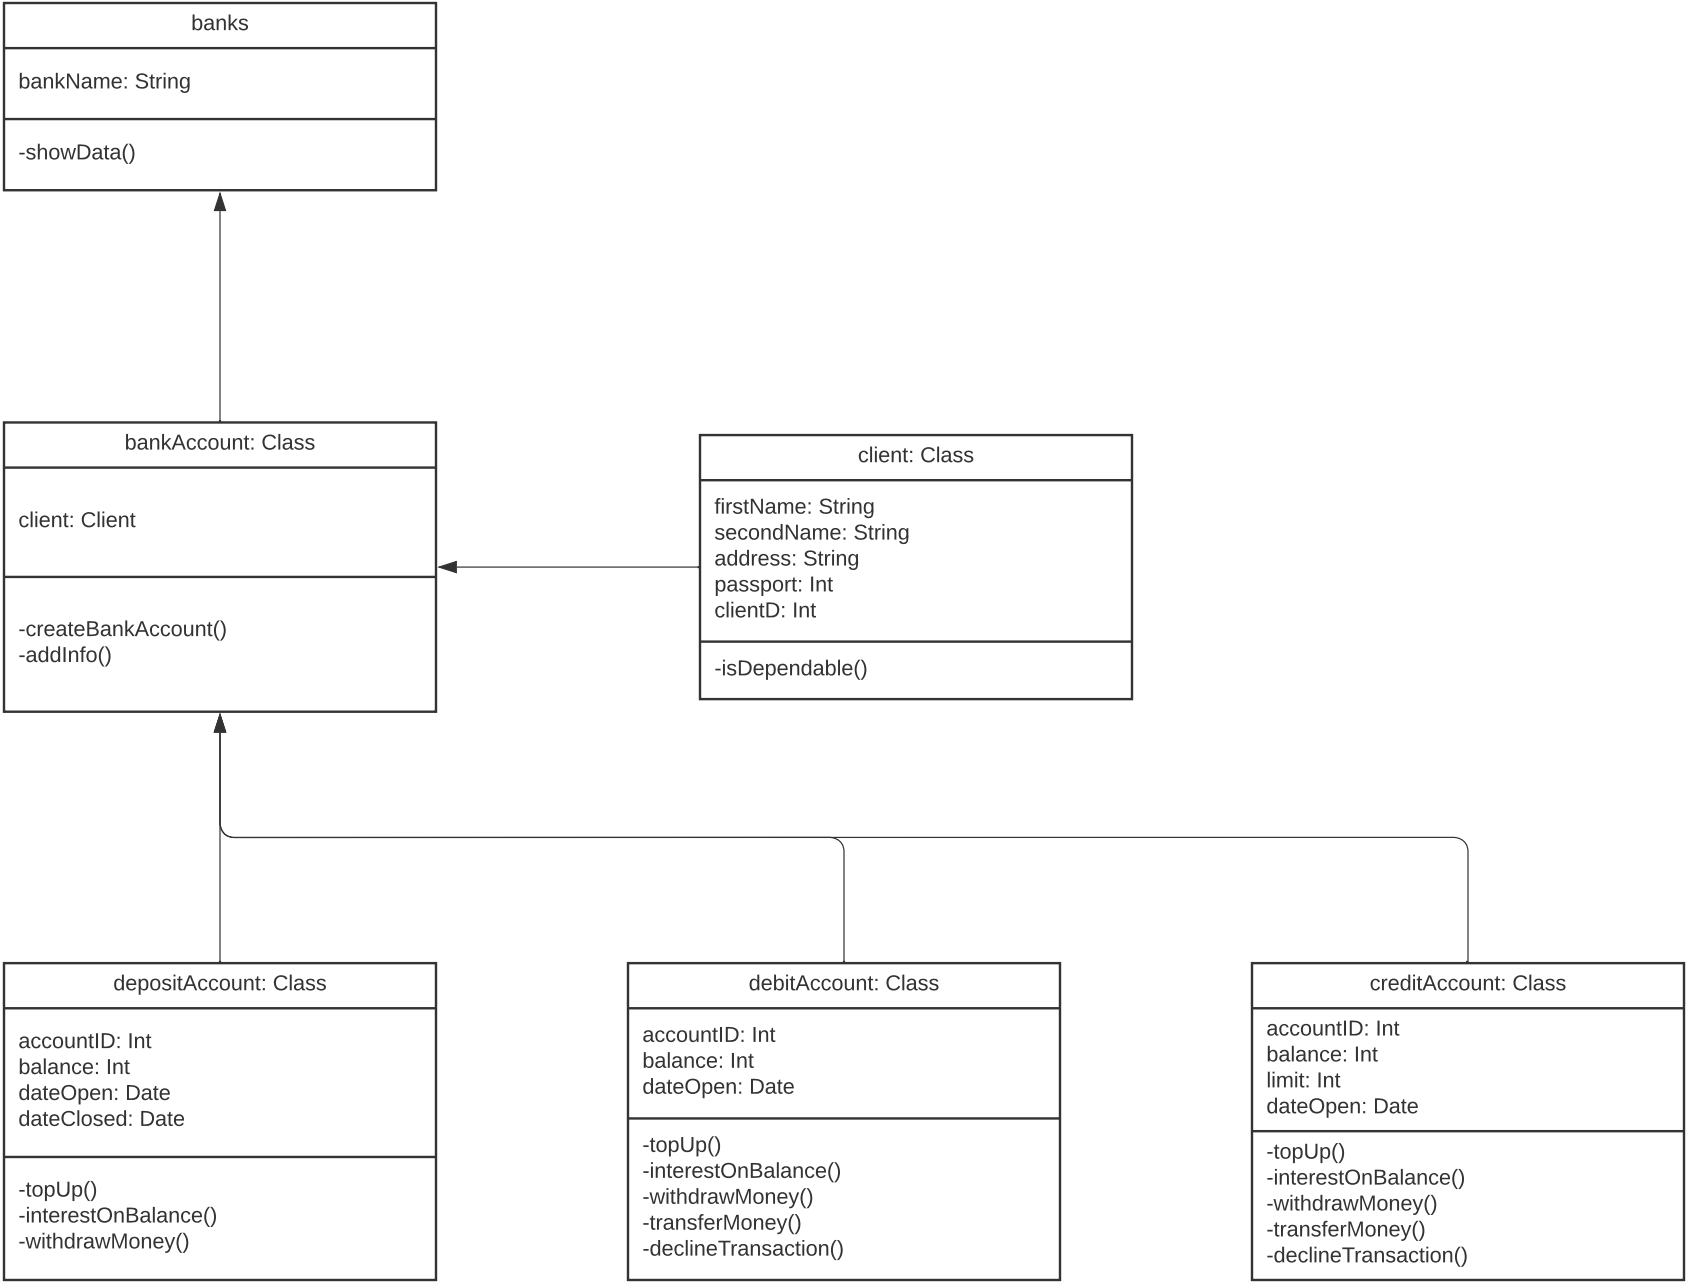 banks
bankName: String
-showData()
bankAccount: Class
client: Client
-createBankAccount()
-addInfo()
client: Class
firstName: String
secondName: String
address: String
passport: Int
clientD: Int
-isDependable()
depositAccount: Class
accountID: Int
balance: Int
dateOpen: Date
dateClosed: Date
-topUp()
-interestOnBalance()
-withdrawMoney()
debitAccount: Class
accountID: Int
balance: Int
dateOpen: Date
-topUp()
-interestOnBalance()
-withdrawMoney()
-transferMoney()
-declineTransaction()
creditAccount: Class
accountID: Int
balance: Int
limit: Int
dateOpen: Date
-topUp()
-interestOnBalance()
-withdrawMoney()
-transferMoney()
-declineTransaction()